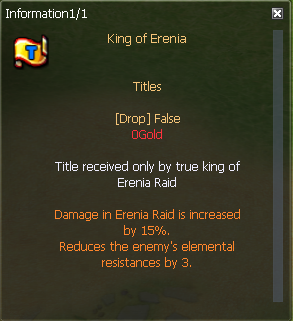 Information1/1
King of Erenia
T
Titles
[Drop] False
0Gold
Title received only by true king of
Erenia Raid
Damage in Erenia Raid is increased
by 15%.
Reduces the enemy's elemental
resistances by 3.